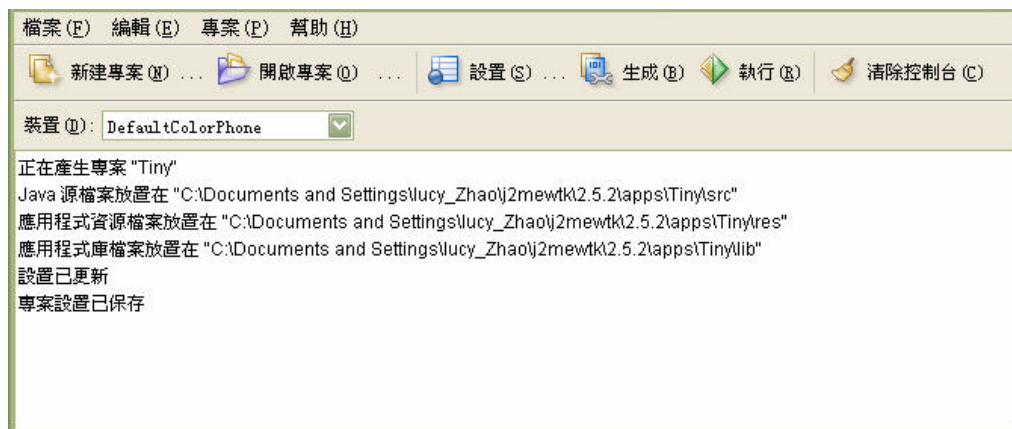 檔案(F) 編輯(E) 專案(P) 幫助(H)
新建專案(N) ... 開啟專案(O) ... 設置(S) ... 生成(B) 執行(R) 清除控制台(C)
裝置(D): DefaultColorPhone
正在產生專案 "Tiny"
Java 源檔案放置在 "C:\Documents and Settings\lucy_Zhao\j2mewtk\2.5.2\apps\Tiny\src"
應用程式資源檔案放置在 "C:\Documents and Settings\lucy_Zhao\j2mewtk\2.5.2\apps\Tiny\res"
應用程式庫檔案放置在 "C:\Documents and Settings\lucy_Zhao\j2mewtk\2.5.2\apps\Tiny\lib"
設置已更新
專案設置已保存